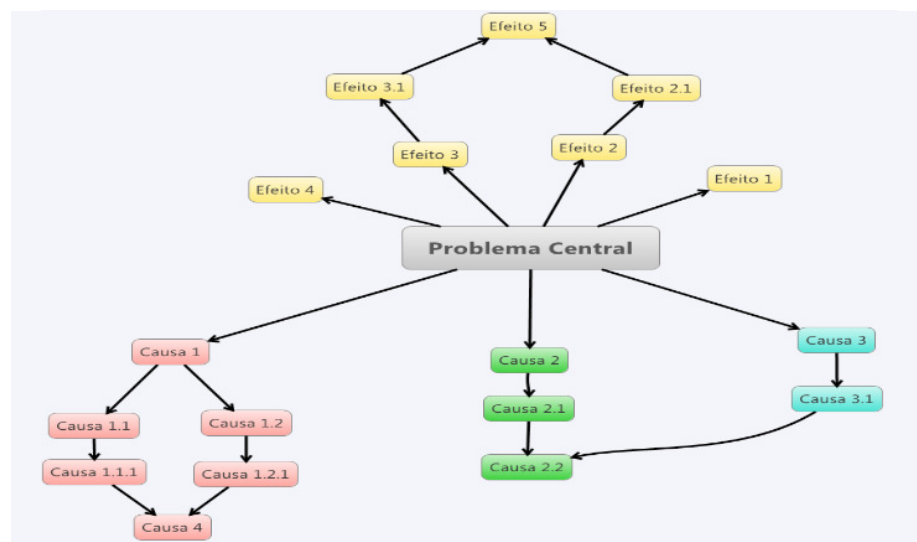 Efeito 5
Efeito 3.1
Efeito 2.1
Efeito 3
Efeito 2
Efeito 4
Efeito 1
Problema Central
Causa 1
Causa 2
Causa 3
Causa 1.1
Causa 1.2
Causa 2.1
Causa 3.1
Causa 1.1.1
Causa 1.2.1
Causa 2.2
Causa 4